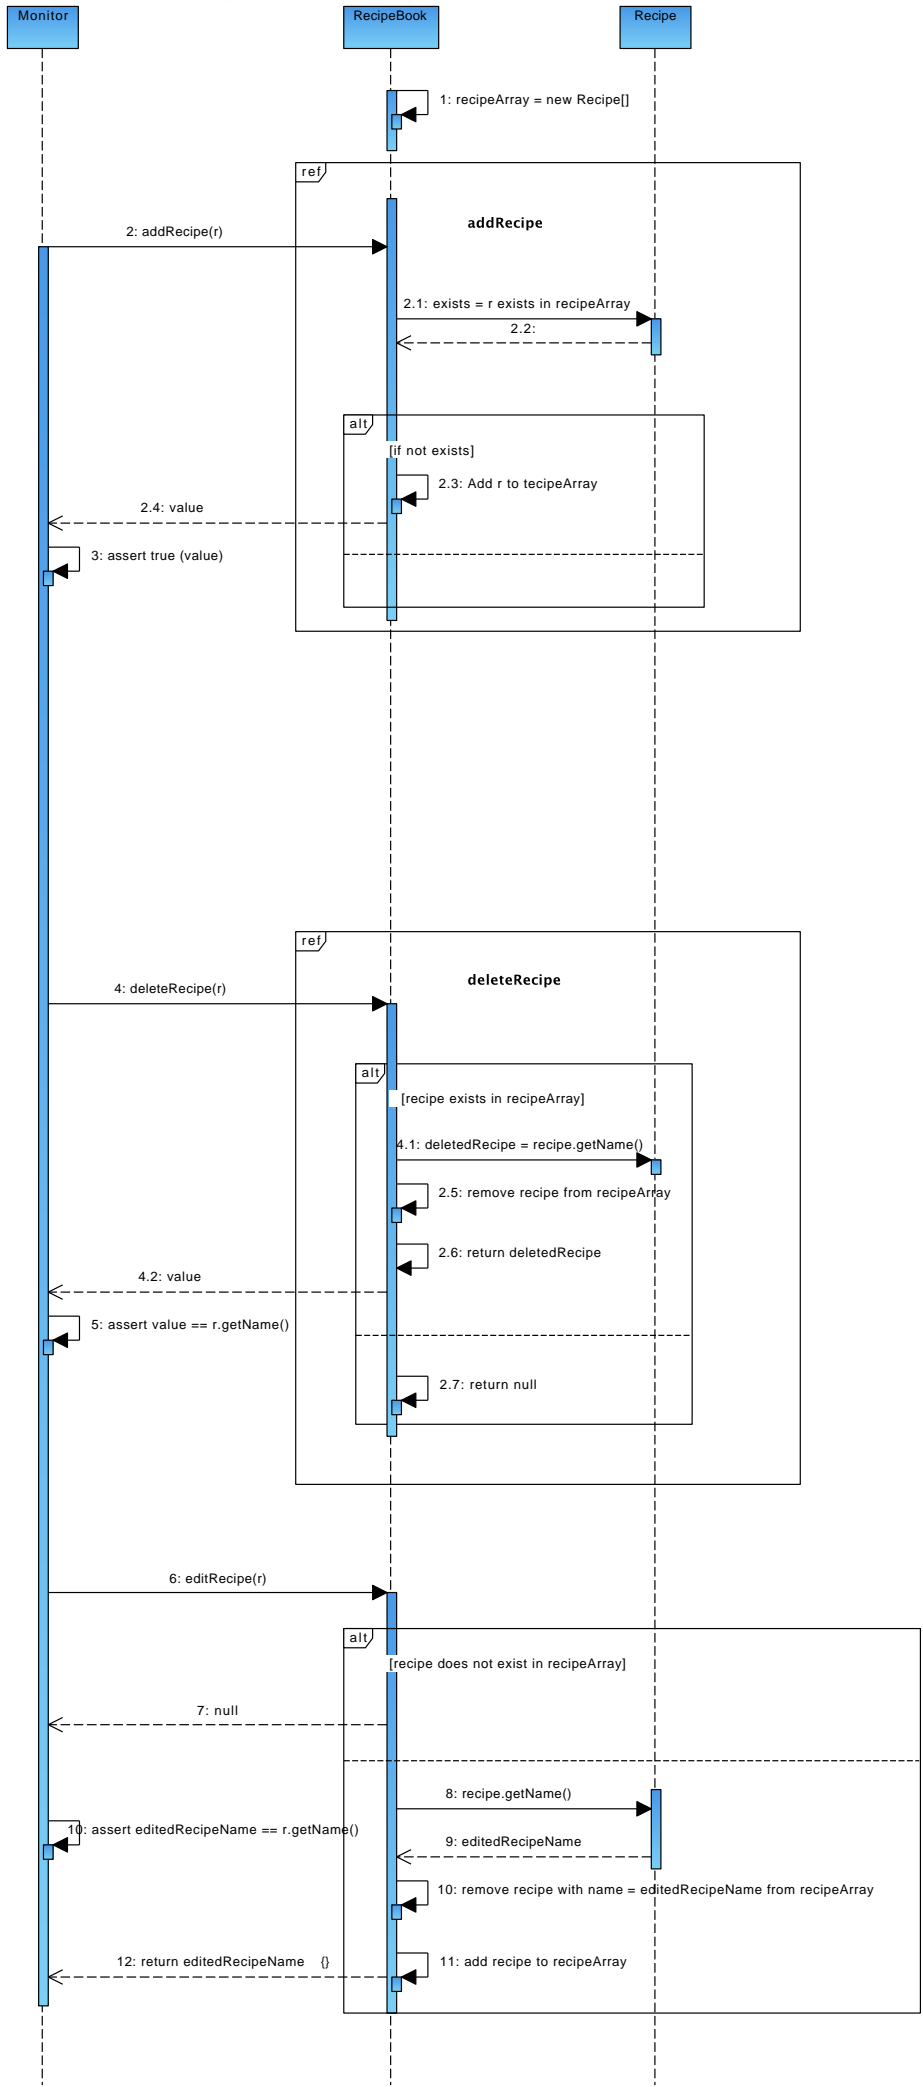 Monitor
RecipeBook
Recipe
1: recipeArray = new Recipe[]
ref
addRecipe
2: addRecipe(r)
2.1: exists = r exists in recipeArray
2.2:
alt
[if not exists]
2.3: Add r to tecipeArray
2.4: value
3: assert true (value)
ref
deleteRecipe
4: deleteRecipe(r)
alt
[recipe exists in recipeArray]
4.1: deletedRecipe = recipe.getName()
2.5: remove recipe from recipeArray
2.6: return deletedRecipe
4.2: value
5: assert value == r.getName()
2.7: return null
6: editRecipe(r)
alt
[recipe does not exist in recipeArray]
7: null
8: recipe.getName()
10: assert editedRecipeName == r.getName()
9: editedRecipeName
10: remove recipe with name = editedRecipeName from recipeArray
12: return editedRecipeName {}
11: add recipe to recipeArray